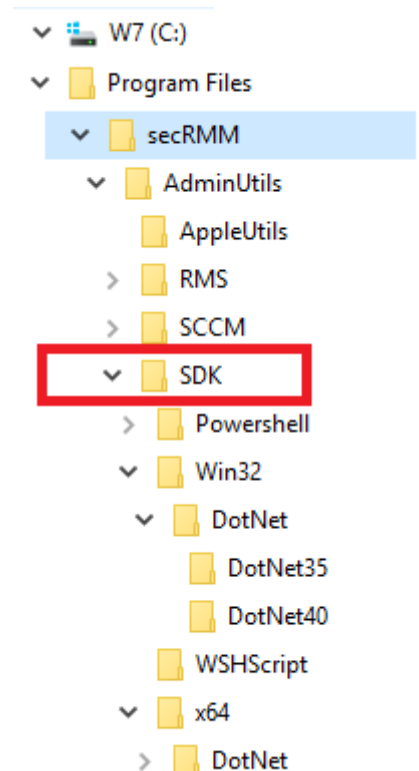 W7 (C:)
Program Files
secRMM
AdminUtils
AppleUtils
RMS
SCCM
SDK
Powershell
Win32
DotNet
DotNet35
DotNet40
WSHScript
x64
DotNet